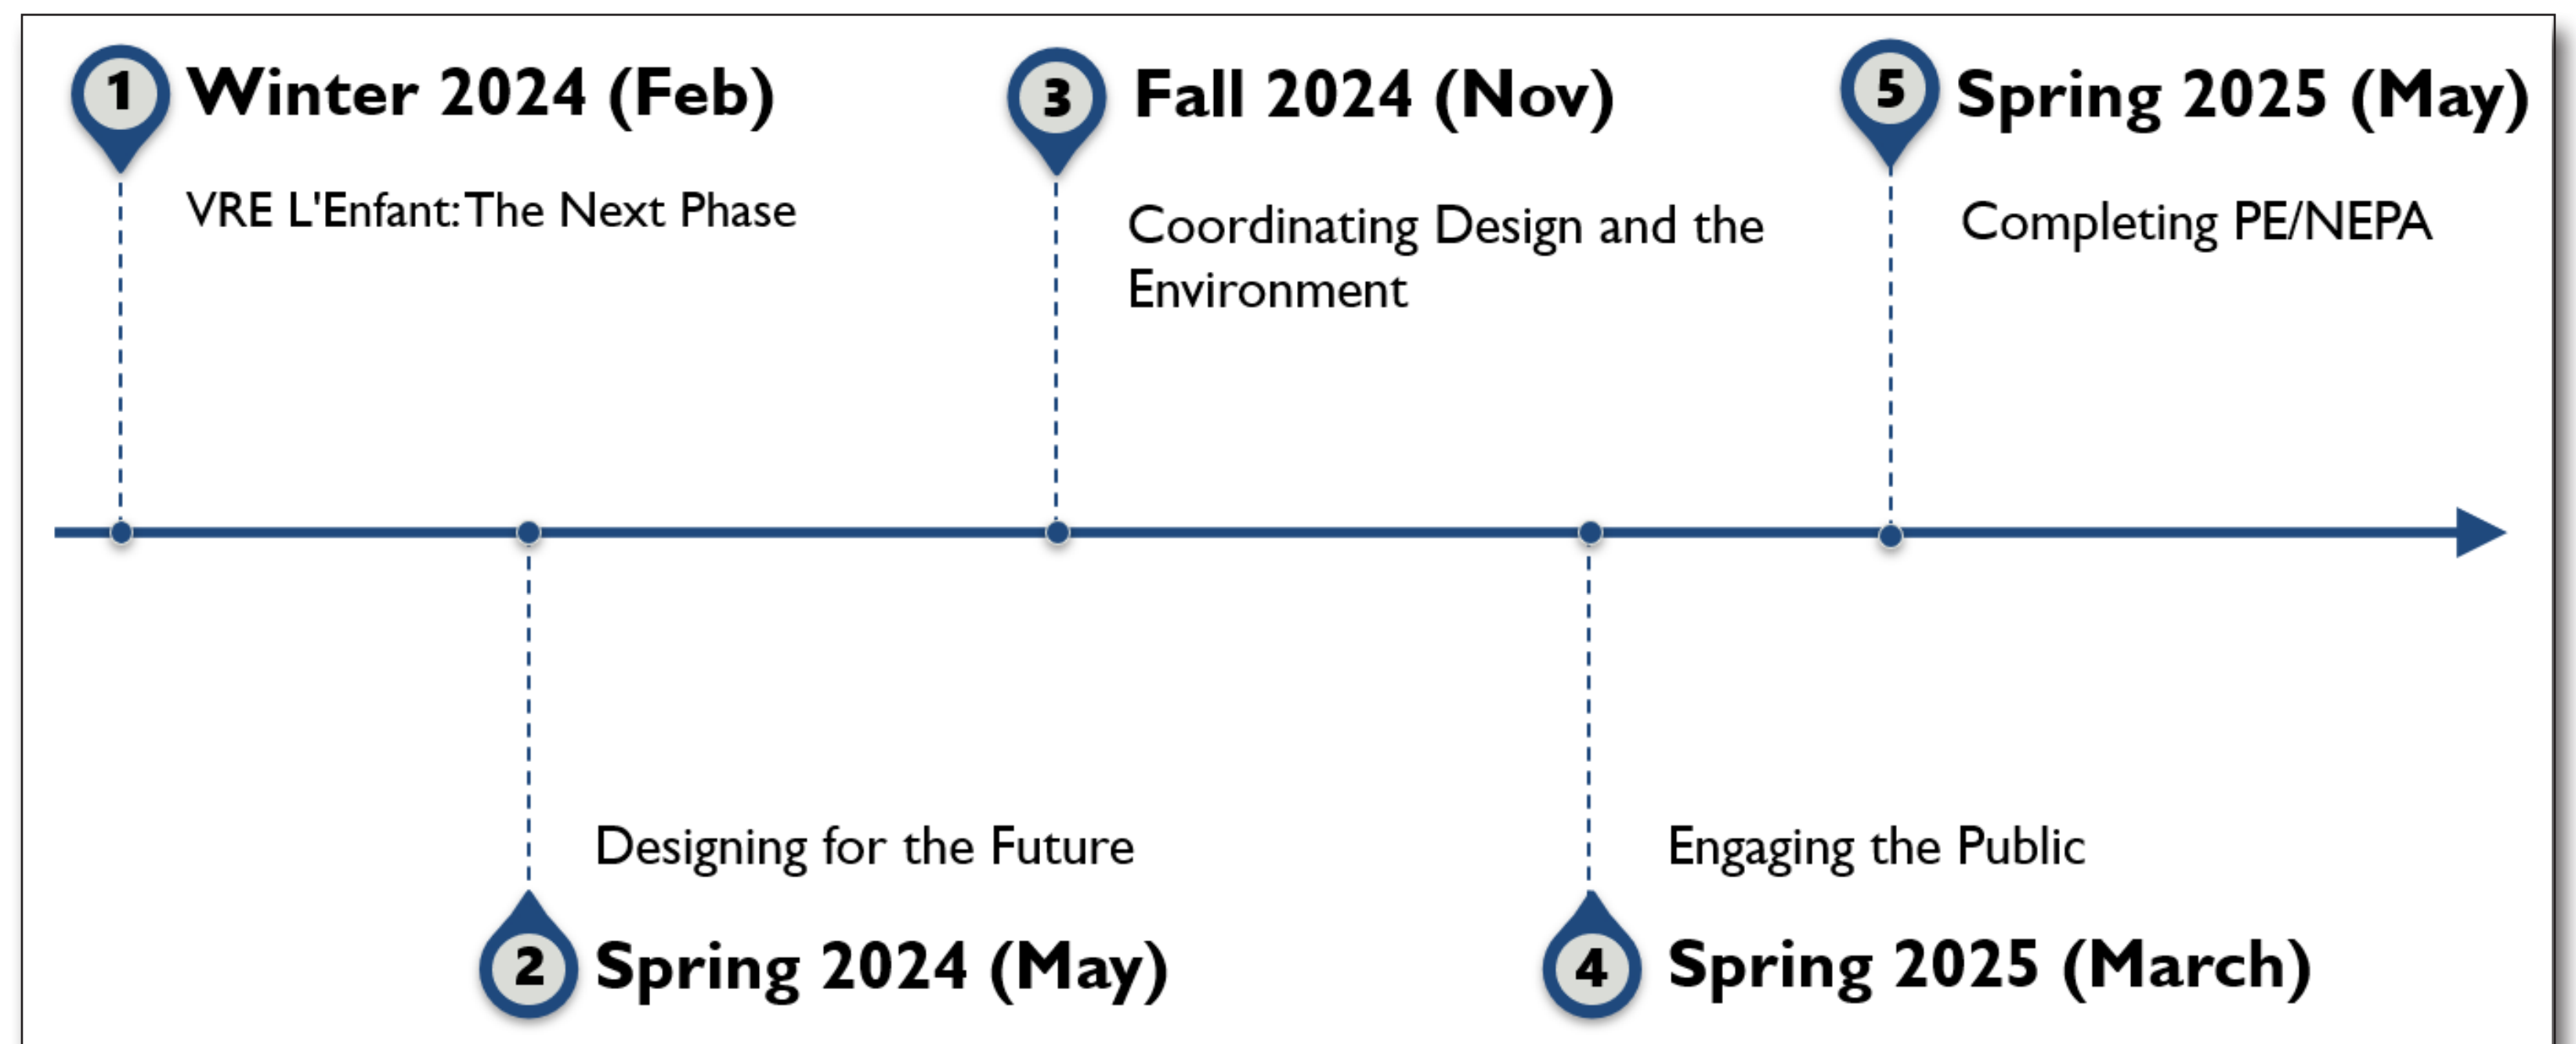 1 Winter 2024 (Feb)
VRE L'Enfant: The Next Phase
3 Fall 2024 (Nov)
Coordinating Design and the
Environment
5 Spring 2025 (May)
Completing PE/NEPA
Designing for the Future
2 Spring 2024 (May)
Engaging the Public
4 Spring 2025 (March)